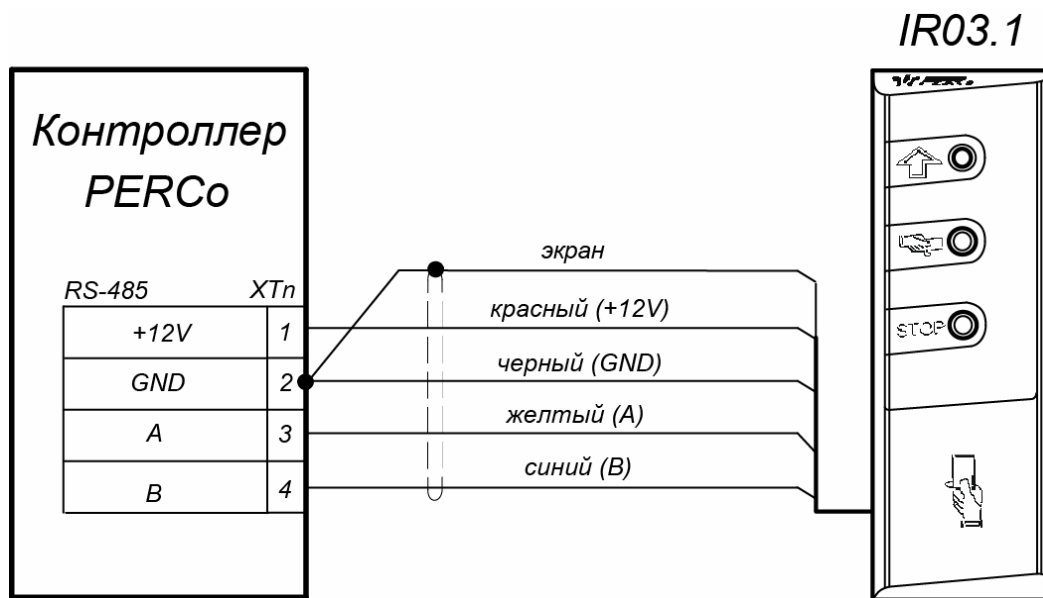 IR03.1
Контроллер
PERCo
экран
RS-485 XTn
красный (+12V)
+12V 1
черный (GND)
GND 2
желтый (A)
A 3
синий (B)
B 4
STOP